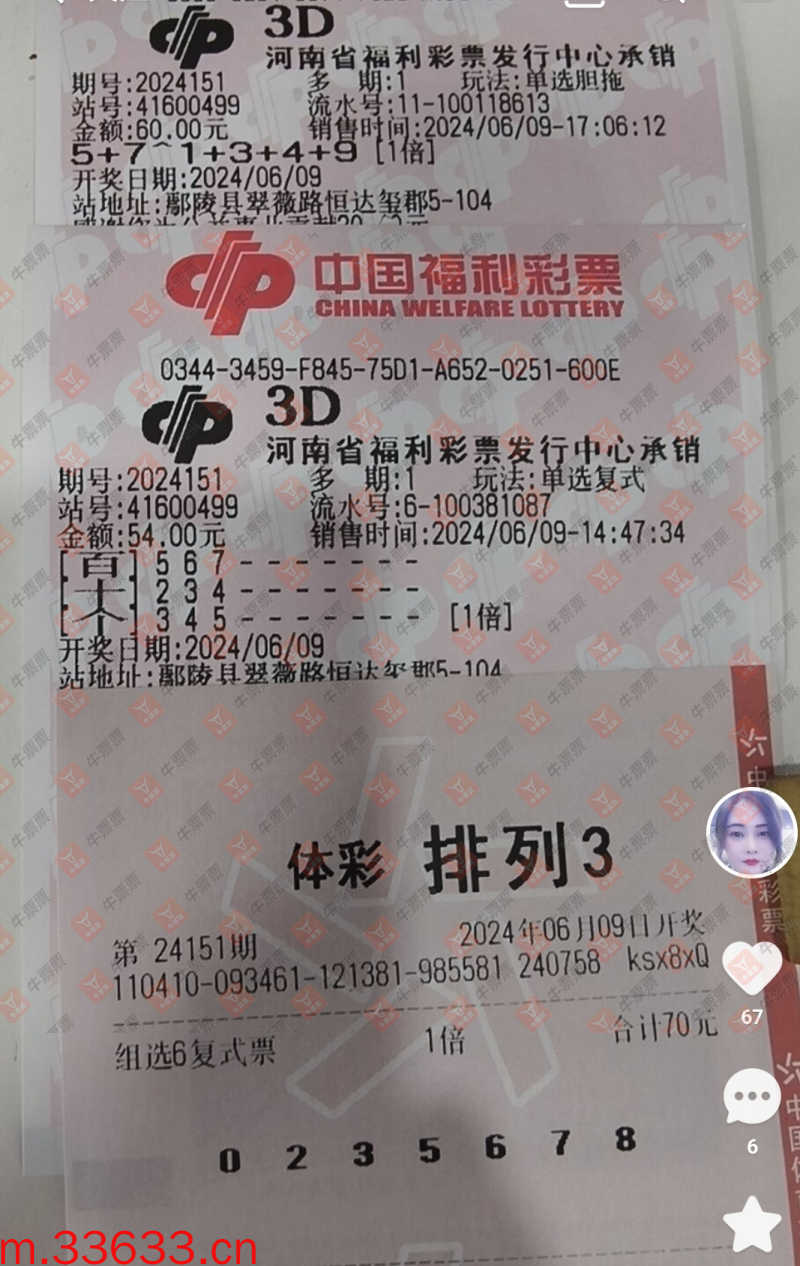 3D
河南省福利彩票发行中心承销
期号:2024151 多 期:1 玩法:单选胆拖
站号:41600499 流水号:11-100118613
金额:60.00元 销售时间:2024/06/09-17:06:12
5+7^1+3+4+9 [1倍]
开奖日期:2024/06/09
站地址:鄢陵县翠薇路恒达玺郡5-104
中国福利彩票
CHINA WELFARE LOTTERY
0344-3459-F845-75D1-A652-0251-600E
3D
河南省福利彩票发行中心承销
期号:2024151 多 期:1 玩法:单选复式
站号:41600499 流水号:6-100381087
金额:54.00元 销售时间:2024/06/09-14:47:34
[百] 5 6 7 - - - - - - -
[十] 2 3 4 - - - - - - -
[个] 3 4 5 - - - - - - - [1倍]
开奖日期:2024/06/09
站地址:鄢陵县翠薇路恒达玺郡5-104
体彩 排列3
第 24151期 2024年06月09日开奖
110410-093461-121381-985581 240758 ksx8xQ
组选6复式票 1倍 合计70元
0 2 3 5 6 7 8
彩票
中国体
67
6
牛票票
m.33633.cn